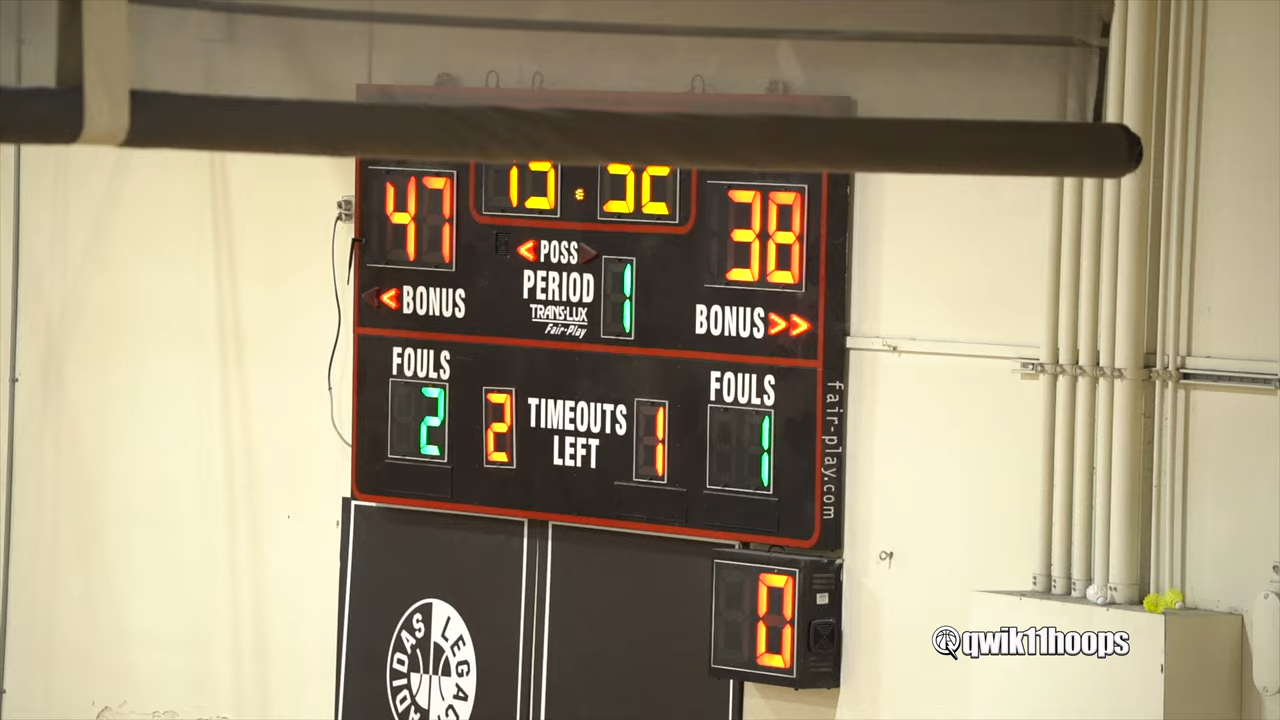 47
38
< POSS
PERIOD 1
TRANS-LUX
Fair-Play
< BONUS
BONUS >>
FOULS
2
2
TIMEOUTS
LEFT
1
FOULS
1
fair-play.com
0
ADIDAS
@qwik11hoops